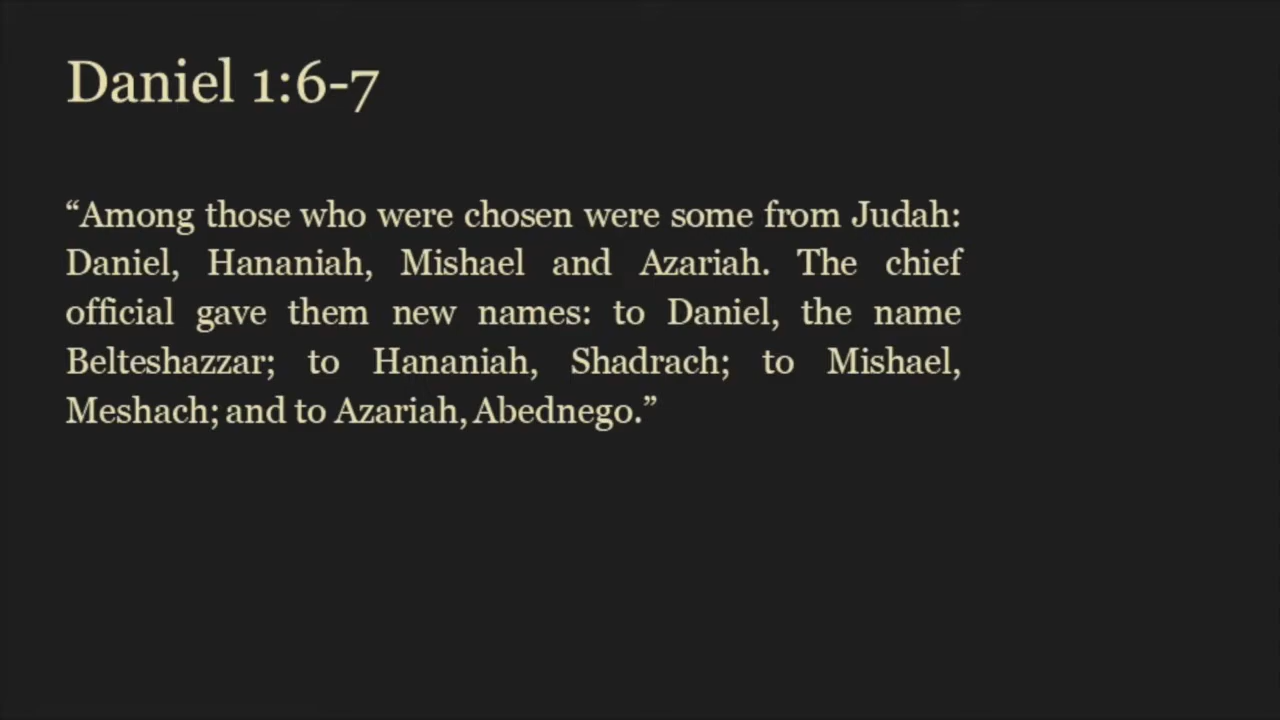 Daniel 1:6-7
“Among those who were chosen were some from Judah:
Daniel, Hananiah, Mishael and Azariah. The chief
official gave them new names: to Daniel, the name
Belteshazzar; to Hananiah, Shadrach; to Mishael,
Meshach; and to Azariah, Abednego.”